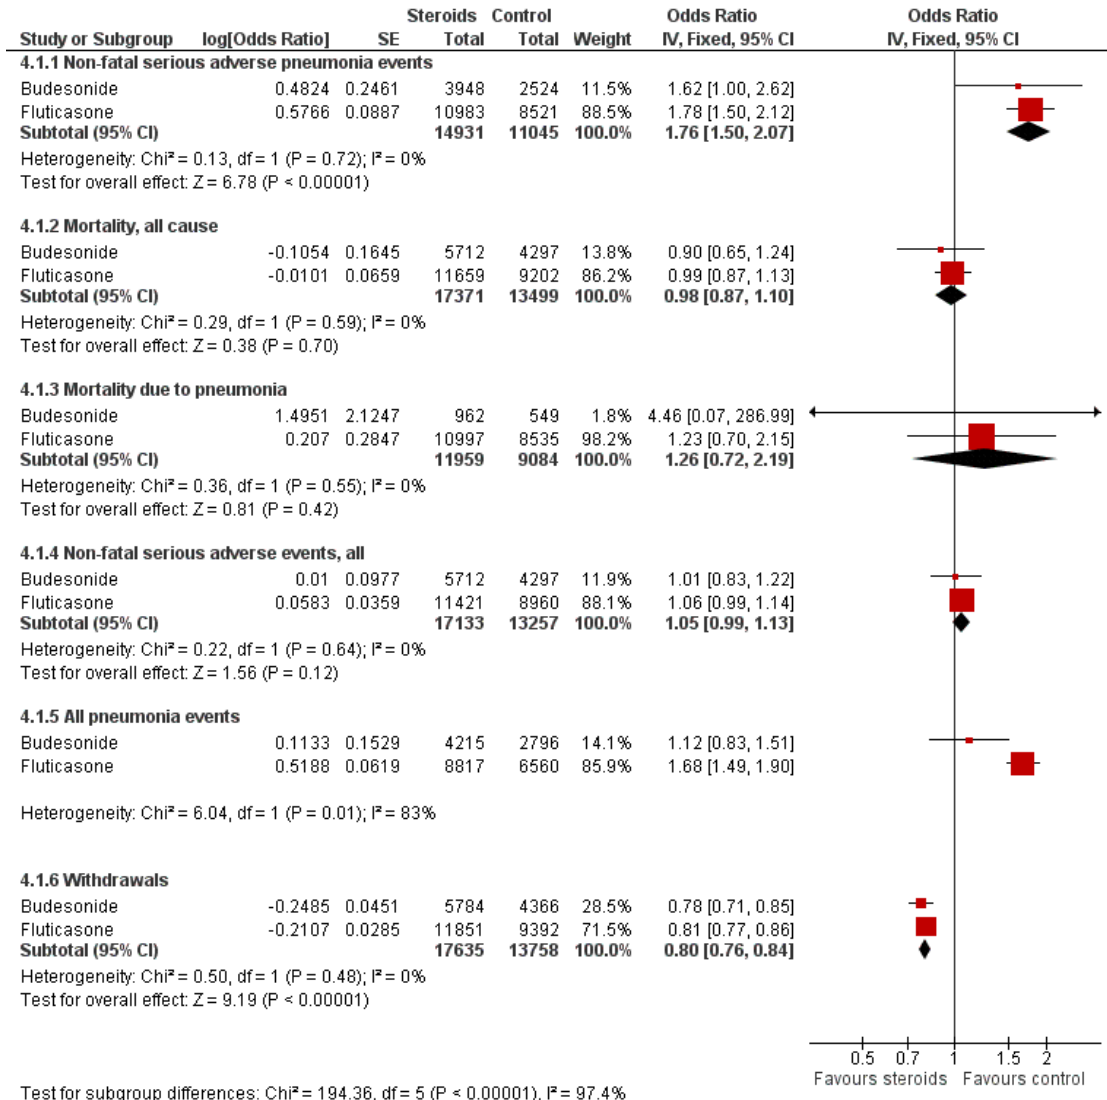 Steroids Control Odds Ratio Odds Ratio
Study or Subgroup log[Odds Ratio] SE Total Total Weight IV, Fixed, 95% CI IV, Fixed, 95% CI
4.1.1 Non-fatal serious adverse pneumonia events
Budesonide 0.4824 0.2461 3948 2524 11.5% 1.62 [1.00, 2.62]
Fluticasone 0.5766 0.0887 10983 8521 88.5% 1.78 [1.50, 2.12]
Subtotal (95% CI) 14931 11045 100.0% 1.76 [1.50, 2.07]
Heterogeneity: Chi² = 0.13, df = 1 (P = 0.72); I² = 0%
Test for overall effect: Z = 6.78 (P < 0.00001)
4.1.2 Mortality, all cause
Budesonide -0.1054 0.1645 5712 4297 13.8% 0.90 [0.65, 1.24]
Fluticasone -0.0101 0.0659 11659 9202 86.2% 0.99 [0.87, 1.13]
Subtotal (95% CI) 17371 13499 100.0% 0.98 [0.87, 1.10]
Heterogeneity: Chi² = 0.29, df = 1 (P = 0.59); I² = 0%
Test for overall effect: Z = 0.38 (P = 0.70)
4.1.3 Mortality due to pneumonia
Budesonide 1.4951 2.1247 962 549 1.8% 4.46 [0.07, 286.99]
Fluticasone 0.207 0.2847 10997 8535 98.2% 1.23 [0.70, 2.15]
Subtotal (95% CI) 11959 9084 100.0% 1.26 [0.72, 2.19]
Heterogeneity: Chi² = 0.36, df = 1 (P = 0.55); I² = 0%
Test for overall effect: Z = 0.81 (P = 0.42)
4.1.4 Non-fatal serious adverse events, all
Budesonide 0.01 0.0977 5712 4297 11.9% 1.01 [0.83, 1.22]
Fluticasone 0.0583 0.0359 11421 8960 88.1% 1.06 [0.99, 1.14]
Subtotal (95% CI) 17133 13257 100.0% 1.05 [0.99, 1.13]
Heterogeneity: Chi² = 0.22, df = 1 (P = 0.64); I² = 0%
Test for overall effect: Z = 1.56 (P = 0.12)
4.1.5 All pneumonia events
Budesonide 0.1133 0.1529 4215 2796 14.1% 1.12 [0.83, 1.51]
Fluticasone 0.5188 0.0619 8817 6560 85.9% 1.68 [1.49, 1.90]
Heterogeneity: Chi² = 6.04, df = 1 (P = 0.01); I² = 83%
4.1.6 Withdrawals
Budesonide -0.2485 0.0451 5784 4366 28.5% 0.78 [0.71, 0.85]
Fluticasone -0.2107 0.0285 11851 9392 71.5% 0.81 [0.77, 0.86]
Subtotal (95% CI) 17635 13758 100.0% 0.80 [0.76, 0.84]
Heterogeneity: Chi² = 0.50, df = 1 (P = 0.48); I² = 0%
Test for overall effect: Z = 9.19 (P < 0.00001)
0.5 0.7 1 1.5 2
Favours steroids Favours control
Test for subgroup differences: Chi² = 194.36, df = 5 (P < 0.00001), I² = 97.4%